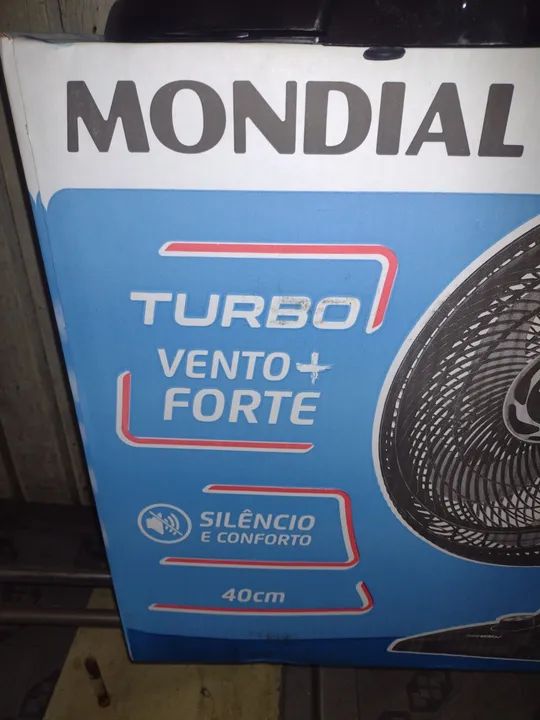 MONDIAL
TURBO
VENTO +
FORTE
SILÊNCIO
E CONFORTO
40cm